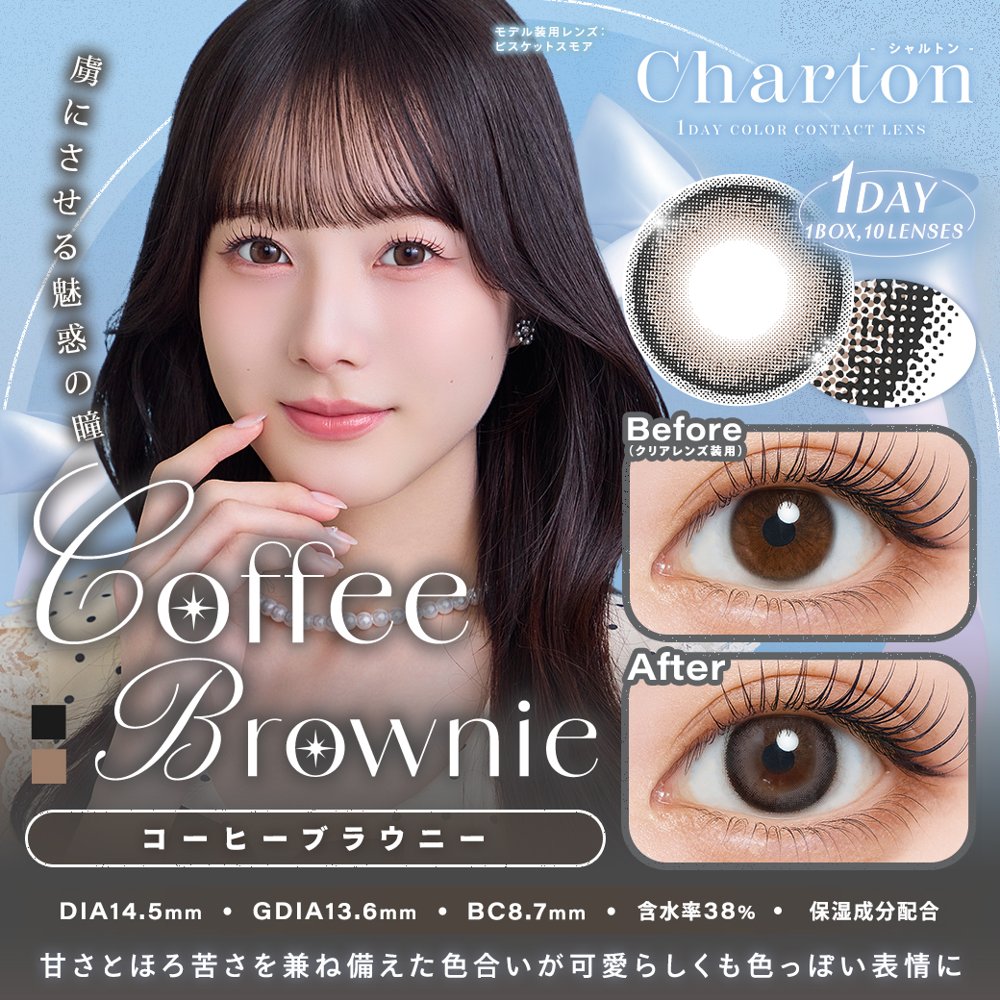 モデル装用レンズ：
ビスケットスモア
- シャルトン -
Charton
1DAY COLOR CONTACT LENS
虜にさせる魅惑の瞳
1DAY
1BOX,10 LENSES
Before
(クリアレンズ装用)
After
Coffee
Brownie
コーヒーブラウニー
DIA14.5mm • GDIA13.6mm • BC8.7mm • 含水率38% • 保湿成分配合
甘さとほろ苦さを兼ね備えた色合いが可愛らしくも色っぽい表情に